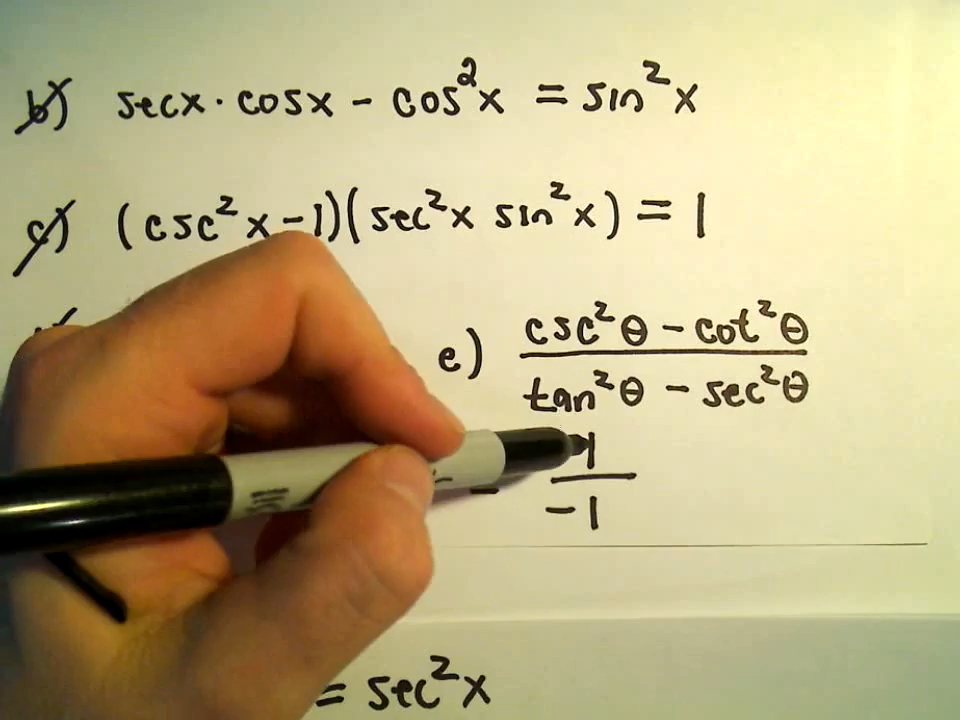 b) secx · cosx − cos²x = sin²x
c) (csc²x − 1)(sec²x sin²x) = 1
e) csc²θ − cot²θ
tan²θ − sec²θ
= 1
−1
= sec²x